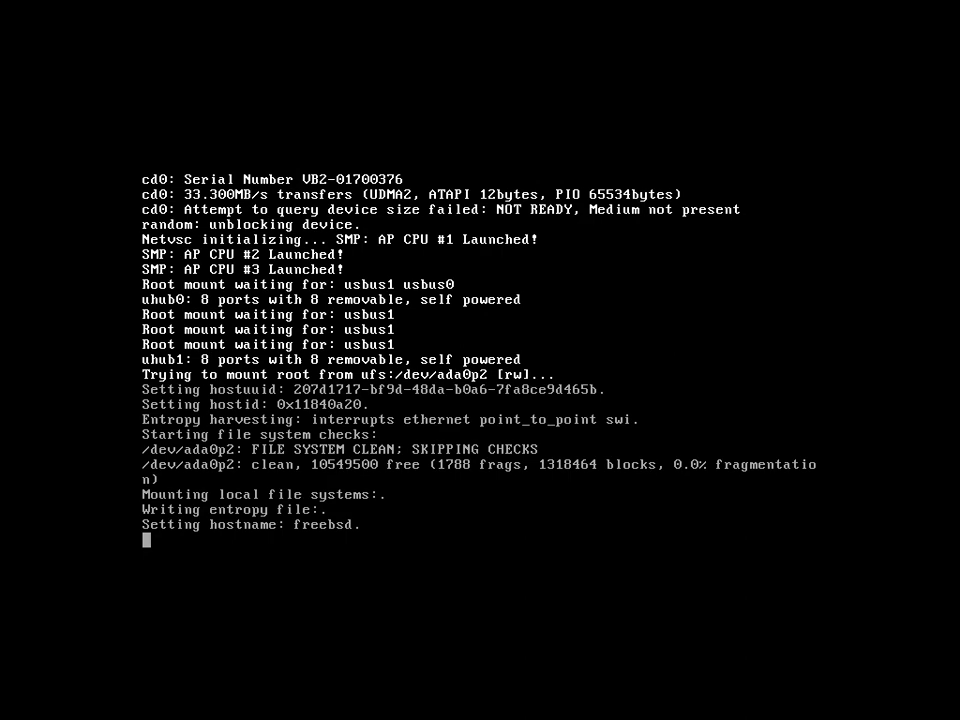 cd0: Serial Number VB2-01700376
cd0: 33.300MB/s transfers (UDMA2, ATAPI 12bytes, PIO 65534bytes)
cd0: Attempt to query device size failed: NOT READY, Medium not present
random: unblocking device.
Netvsc initializing... SMP: AP CPU #1 Launched!
SMP: AP CPU #2 Launched!
SMP: AP CPU #3 Launched!
Root mount waiting for: usbus1 usbus0
uhub0: 8 ports with 8 removable, self powered
Root mount waiting for: usbus1
Root mount waiting for: usbus1
Root mount waiting for: usbus1
uhub1: 8 ports with 8 removable, self powered
Trying to mount root from ufs:/dev/ada0p2 [rw]...
Setting hostuuid: 207d1717-bf9d-48da-b0a6-7fa8ce9d465b.
Setting hostid: 0x11840a20.
Entropy harvesting: interrupts ethernet point_to_point swi.
Starting file system checks:
/dev/ada0p2: FILE SYSTEM CLEAN; SKIPPING CHECKS
/dev/ada0p2: clean, 10549500 free (1788 frags, 1318464 blocks, 0.0% fragmentatio
n)
Mounting local file systems:.
Writing entropy file:.
Setting hostname: freebsd.